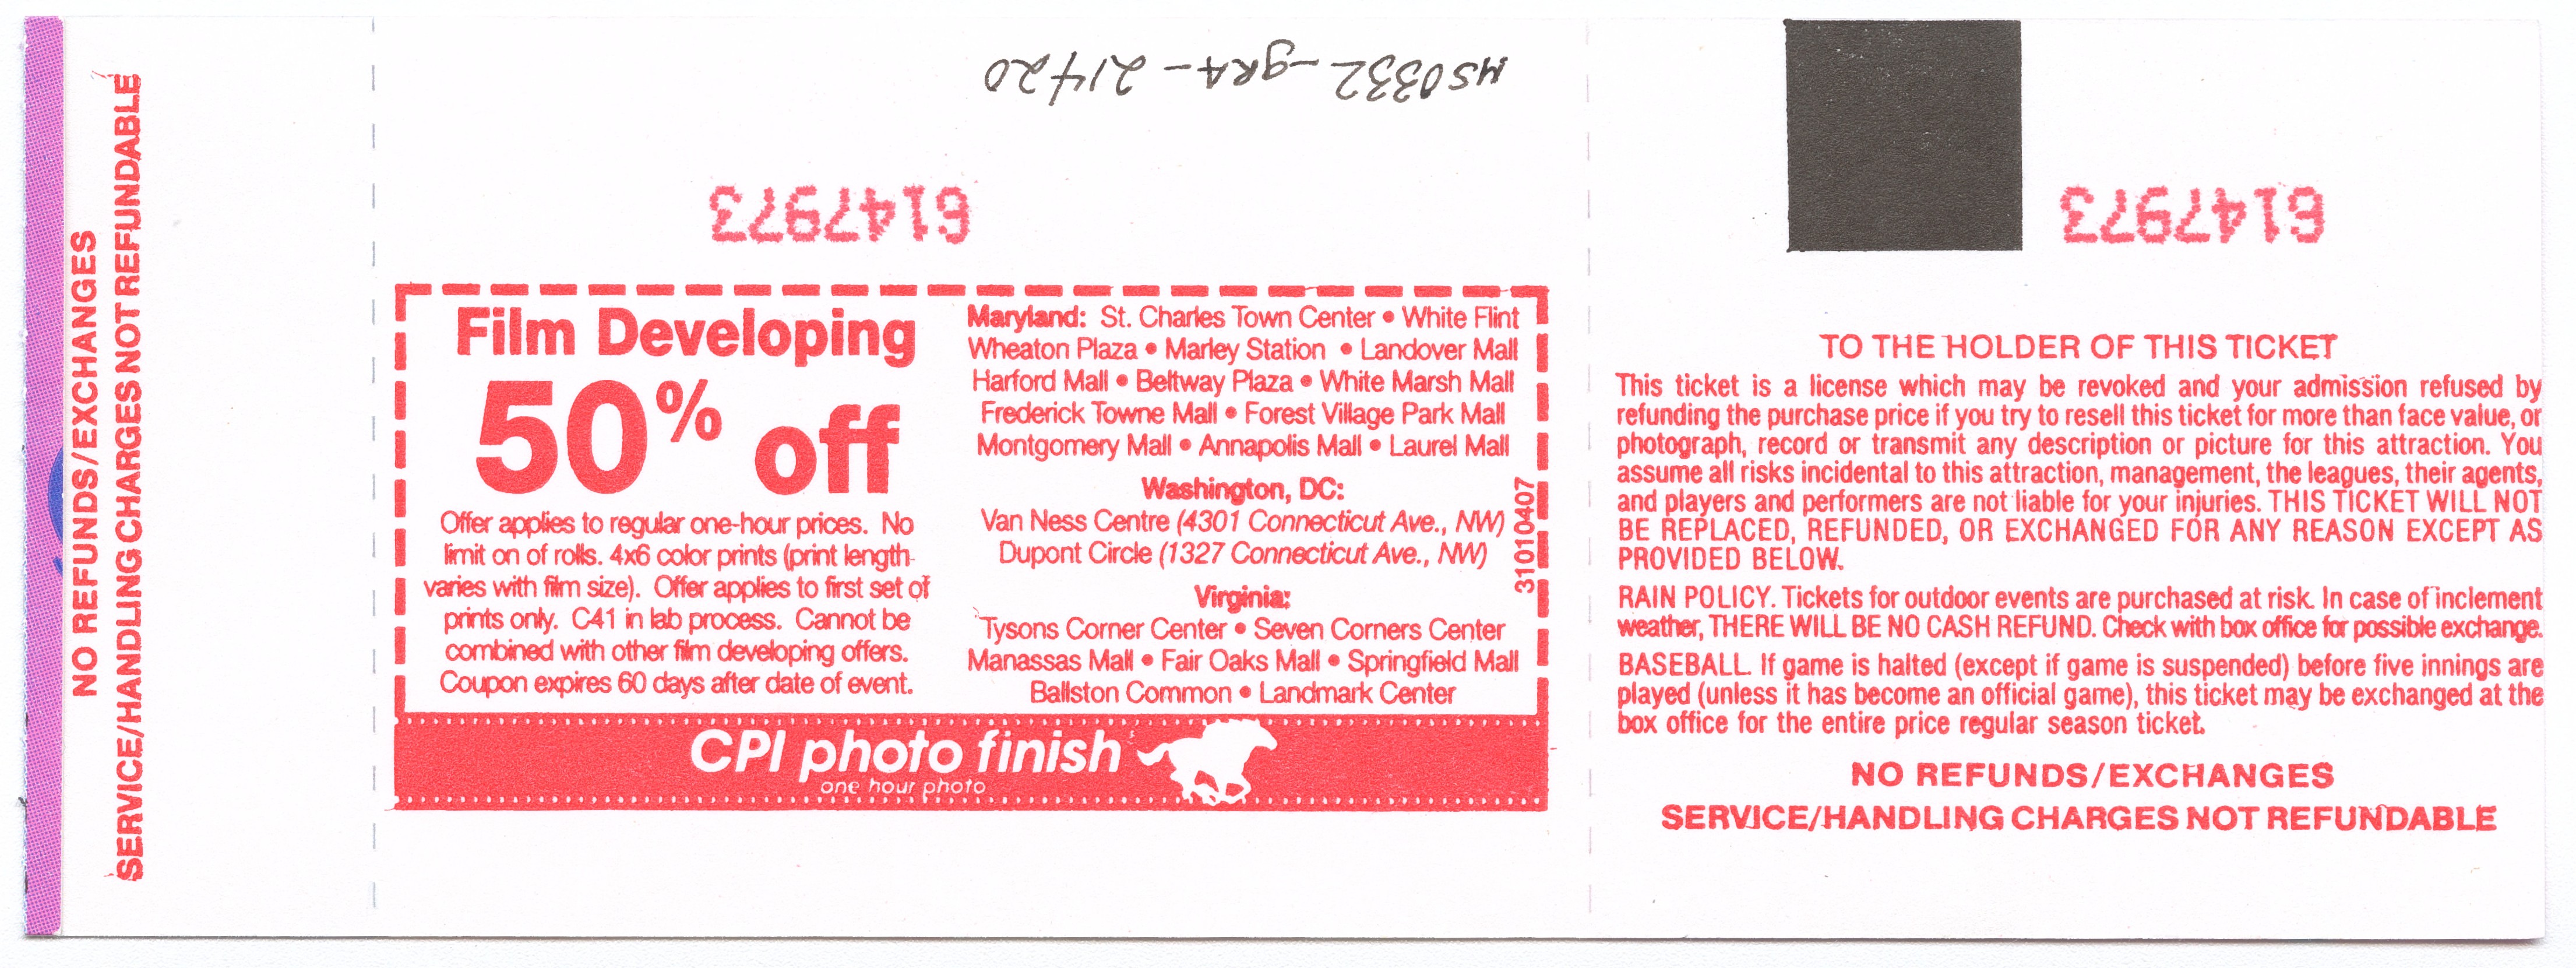 NO REFUNDS/EXCHANGES
SERVICE/HANDLING CHARGES NOT REFUNDABLE
MS0332-gRA-21420
6147973
Film Developing
50% off
Offer applies to regular one-hour prices. No
limit on of rolls. 4x6 color prints (print length
varies with film size). Offer applies to first set of
prints only. C41 in lab process. Cannot be
combined with other film developing offers.
Coupon expires 60 days after date of event.
Maryland: St. Charles Town Center • White Flint
Wheaton Plaza • Marley Station • Landover Mall
Harford Mall • Beltway Plaza • White Marsh Mall
Frederick Towne Mall • Forest Village Park Mall
Montgomery Mall • Annapolis Mall • Laurel Mall
Washington, DC:
Van Ness Centre (4301 Connecticut Ave., NW)
Dupont Circle (1327 Connecticut Ave., NW)
Virginia:
Tysons Corner Center • Seven Corners Center
Manassas Mall • Fair Oaks Mall • Springfield Mall
Ballston Common • Landmark Center
31010407
CPI photo finish
one hour photo
6147973
TO THE HOLDER OF THIS TICKET
This ticket is a license which may be revoked and your admission refused by
refunding the purchase price if you try to resell this ticket for more than face value, or
photograph, record or transmit any description or picture for this attraction. You
assume all risks incidental to this attraction, management, the leagues, their agents,
and players and performers are not liable for your injuries. THIS TICKET WILL NOT
BE REPLACED, REFUNDED, OR EXCHANGED FOR ANY REASON EXCEPT AS
PROVIDED BELOW.
RAIN POLICY. Tickets for outdoor events are purchased at risk. In case of inclement
weather, THERE WILL BE NO CASH REFUND. Check with box office for possible exchange.
BASEBALL. If game is halted (except if game is suspended) before five innings are
played (unless it has become an official game), this ticket may be exchanged at the
box office for the entire price regular season ticket.
NO REFUNDS/EXCHANGES
SERVICE/HANDLING CHARGES NOT REFUNDABLE